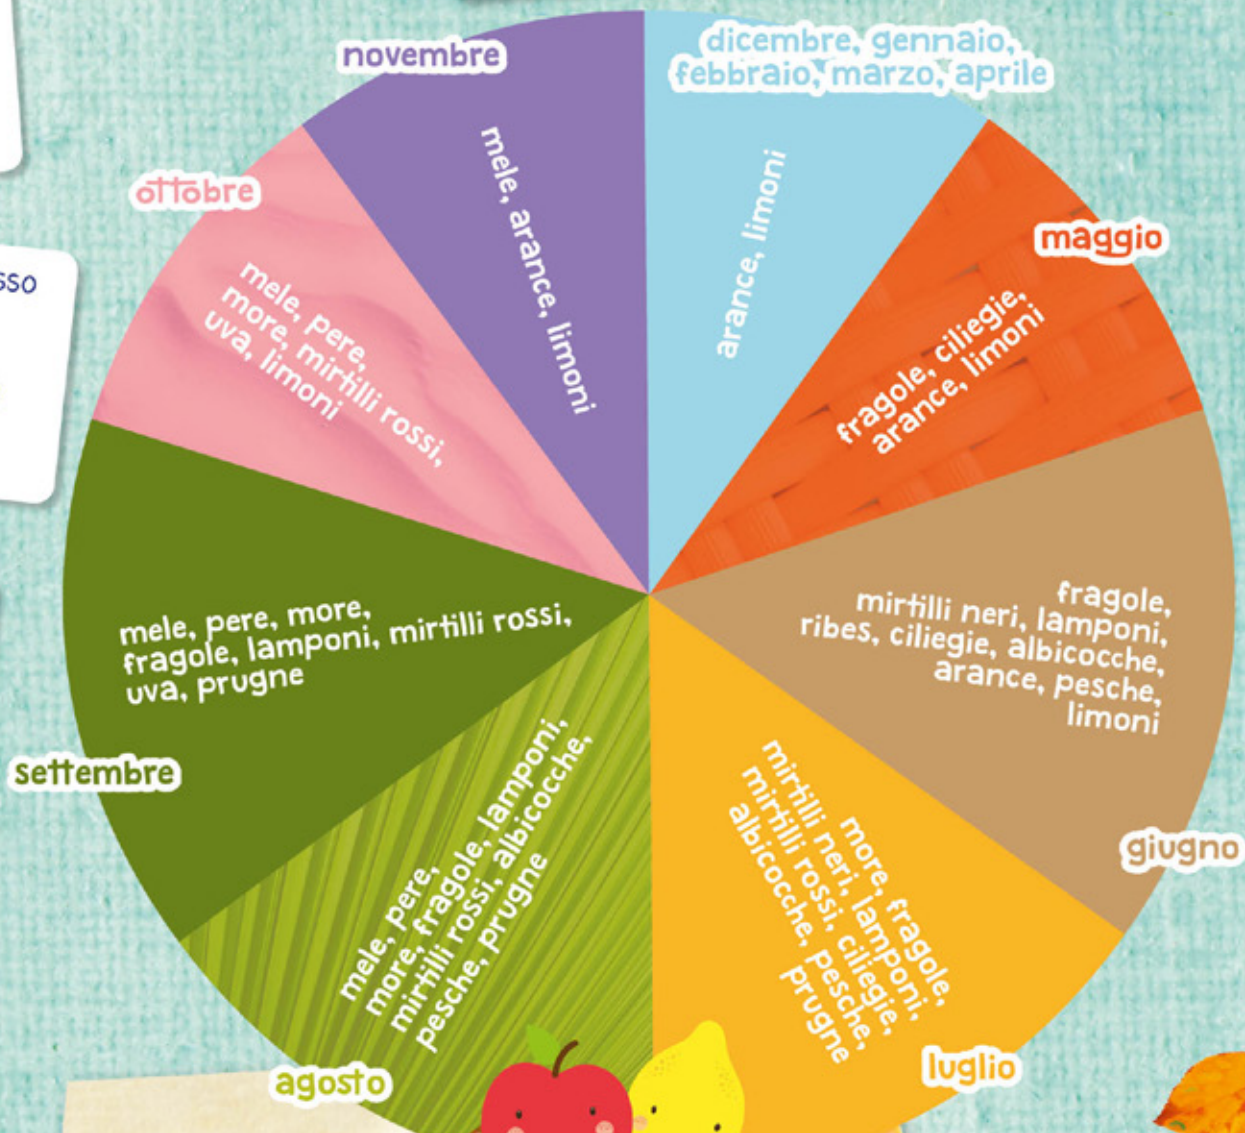 dicembre, gennaio,
febbraio, marzo, aprile
arance, limoni
maggio
fragole, ciliegie,
arance, limoni
fragole,
mirtilli neri, lamponi,
ribes, ciliegie, albicocche,
arance, pesche,
limoni
giugno
more, fragole,
mirtilli neri, lamponi,
mirtilli rossi, ciliegie,
albicocche, pesche,
prugne
luglio
mele, pere,
more, fragole, lamponi,
mirtilli rossi, albicocche,
pesche, prugne
agosto
mele, pere, more,
fragole, lamponi, mirtilli rossi,
uva, prugne
settembre
mele, pere,
more, mirtilli rossi,
uva, limoni
ottobre
mele, arance, limoni
novembre